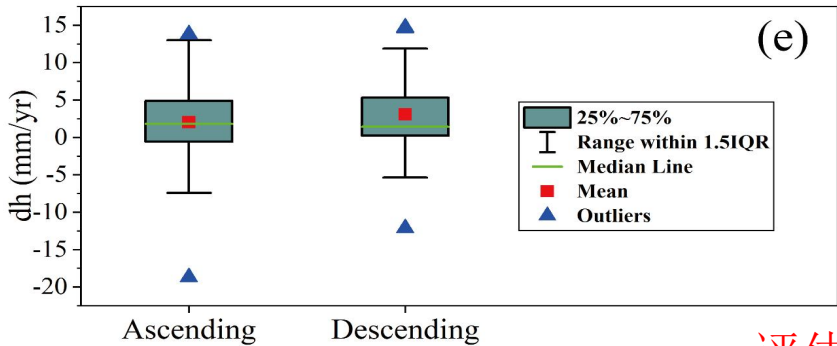 15
10
5
0
-5
-10
-15
-20
dh (mm/yr)
(e)
25%~75%
Range within 1.5IQR
Median Line
Mean
Outliers
Ascending
Descending